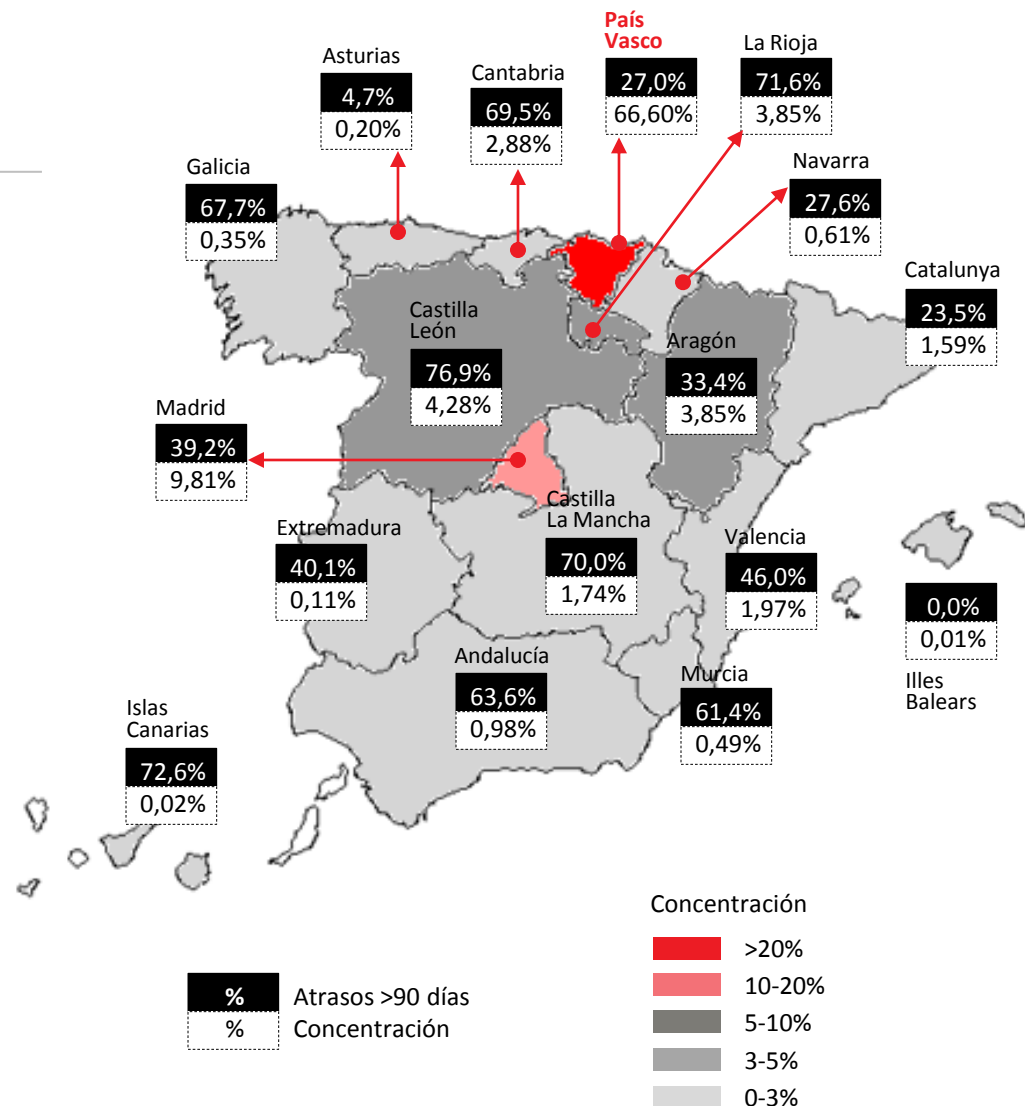 País
Vasco
27,0%
66,60%
La Rioja
71,6%
3,85%
Asturias
4,7%
0,20%
Cantabria
69,5%
2,88%
Navarra
27,6%
0,61%
Galicia
67,7%
0,35%
Catalunya
23,5%
1,59%
Castilla
León
76,9%
4,28%
Aragón
33,4%
3,85%
Madrid
39,2%
9,81%
Castilla
La Mancha
70,0%
1,74%
Extremadura
40,1%
0,11%
Valencia
46,0%
1,97%
0,0%
0,01%
Illes
Balears
Andalucía
63,6%
0,98%
Murcia
61,4%
0,49%
Islas
Canarias
72,6%
0,02%
Concentración
>20%
10-20%
5-10%
3-5%
0-3%
% Atrasos >90 días
% Concentración